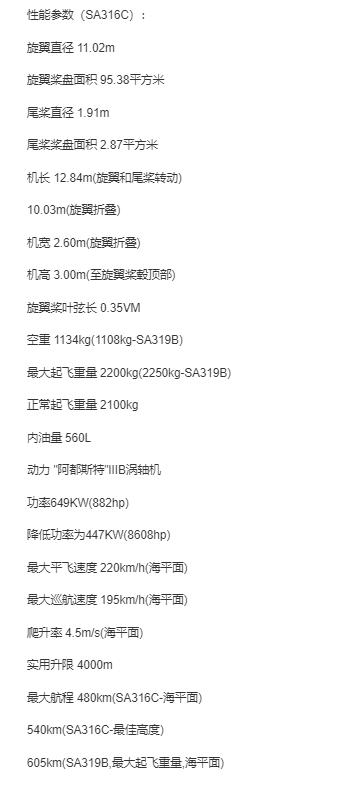 性能参数（SA316C）：
旋翼直径 11.02m
旋翼桨盘面积 95.38平方米
尾桨直径 1.91m
尾桨桨盘面积 2.87平方米
机长 12.84m(旋翼和尾桨转动)
10.03m(旋翼折叠)
机宽 2.60m(旋翼折叠)
机高 3.00m(至旋翼桨毂顶部)
旋翼桨叶弦长 0.35VM
空重 1134kg(1108kg-SA319B)
最大起飞重量 2200kg(2250kg-SA319B)
正常起飞重量 2100kg
内油量 560L
动力 "阿都斯特"IIIB涡轴机
功率649KW(882hp)
降低功率为447KW(8608hp)
最大平飞速度 220km/h(海平面)
最大巡航速度 195km/h(海平面)
爬升率 4.5m/s(海平面)
实用升限 4000m
最大航程 480km(SA316C-海平面)
540km(SA316C-最佳高度)
605km(SA319B,最大起飞重量,海平面)